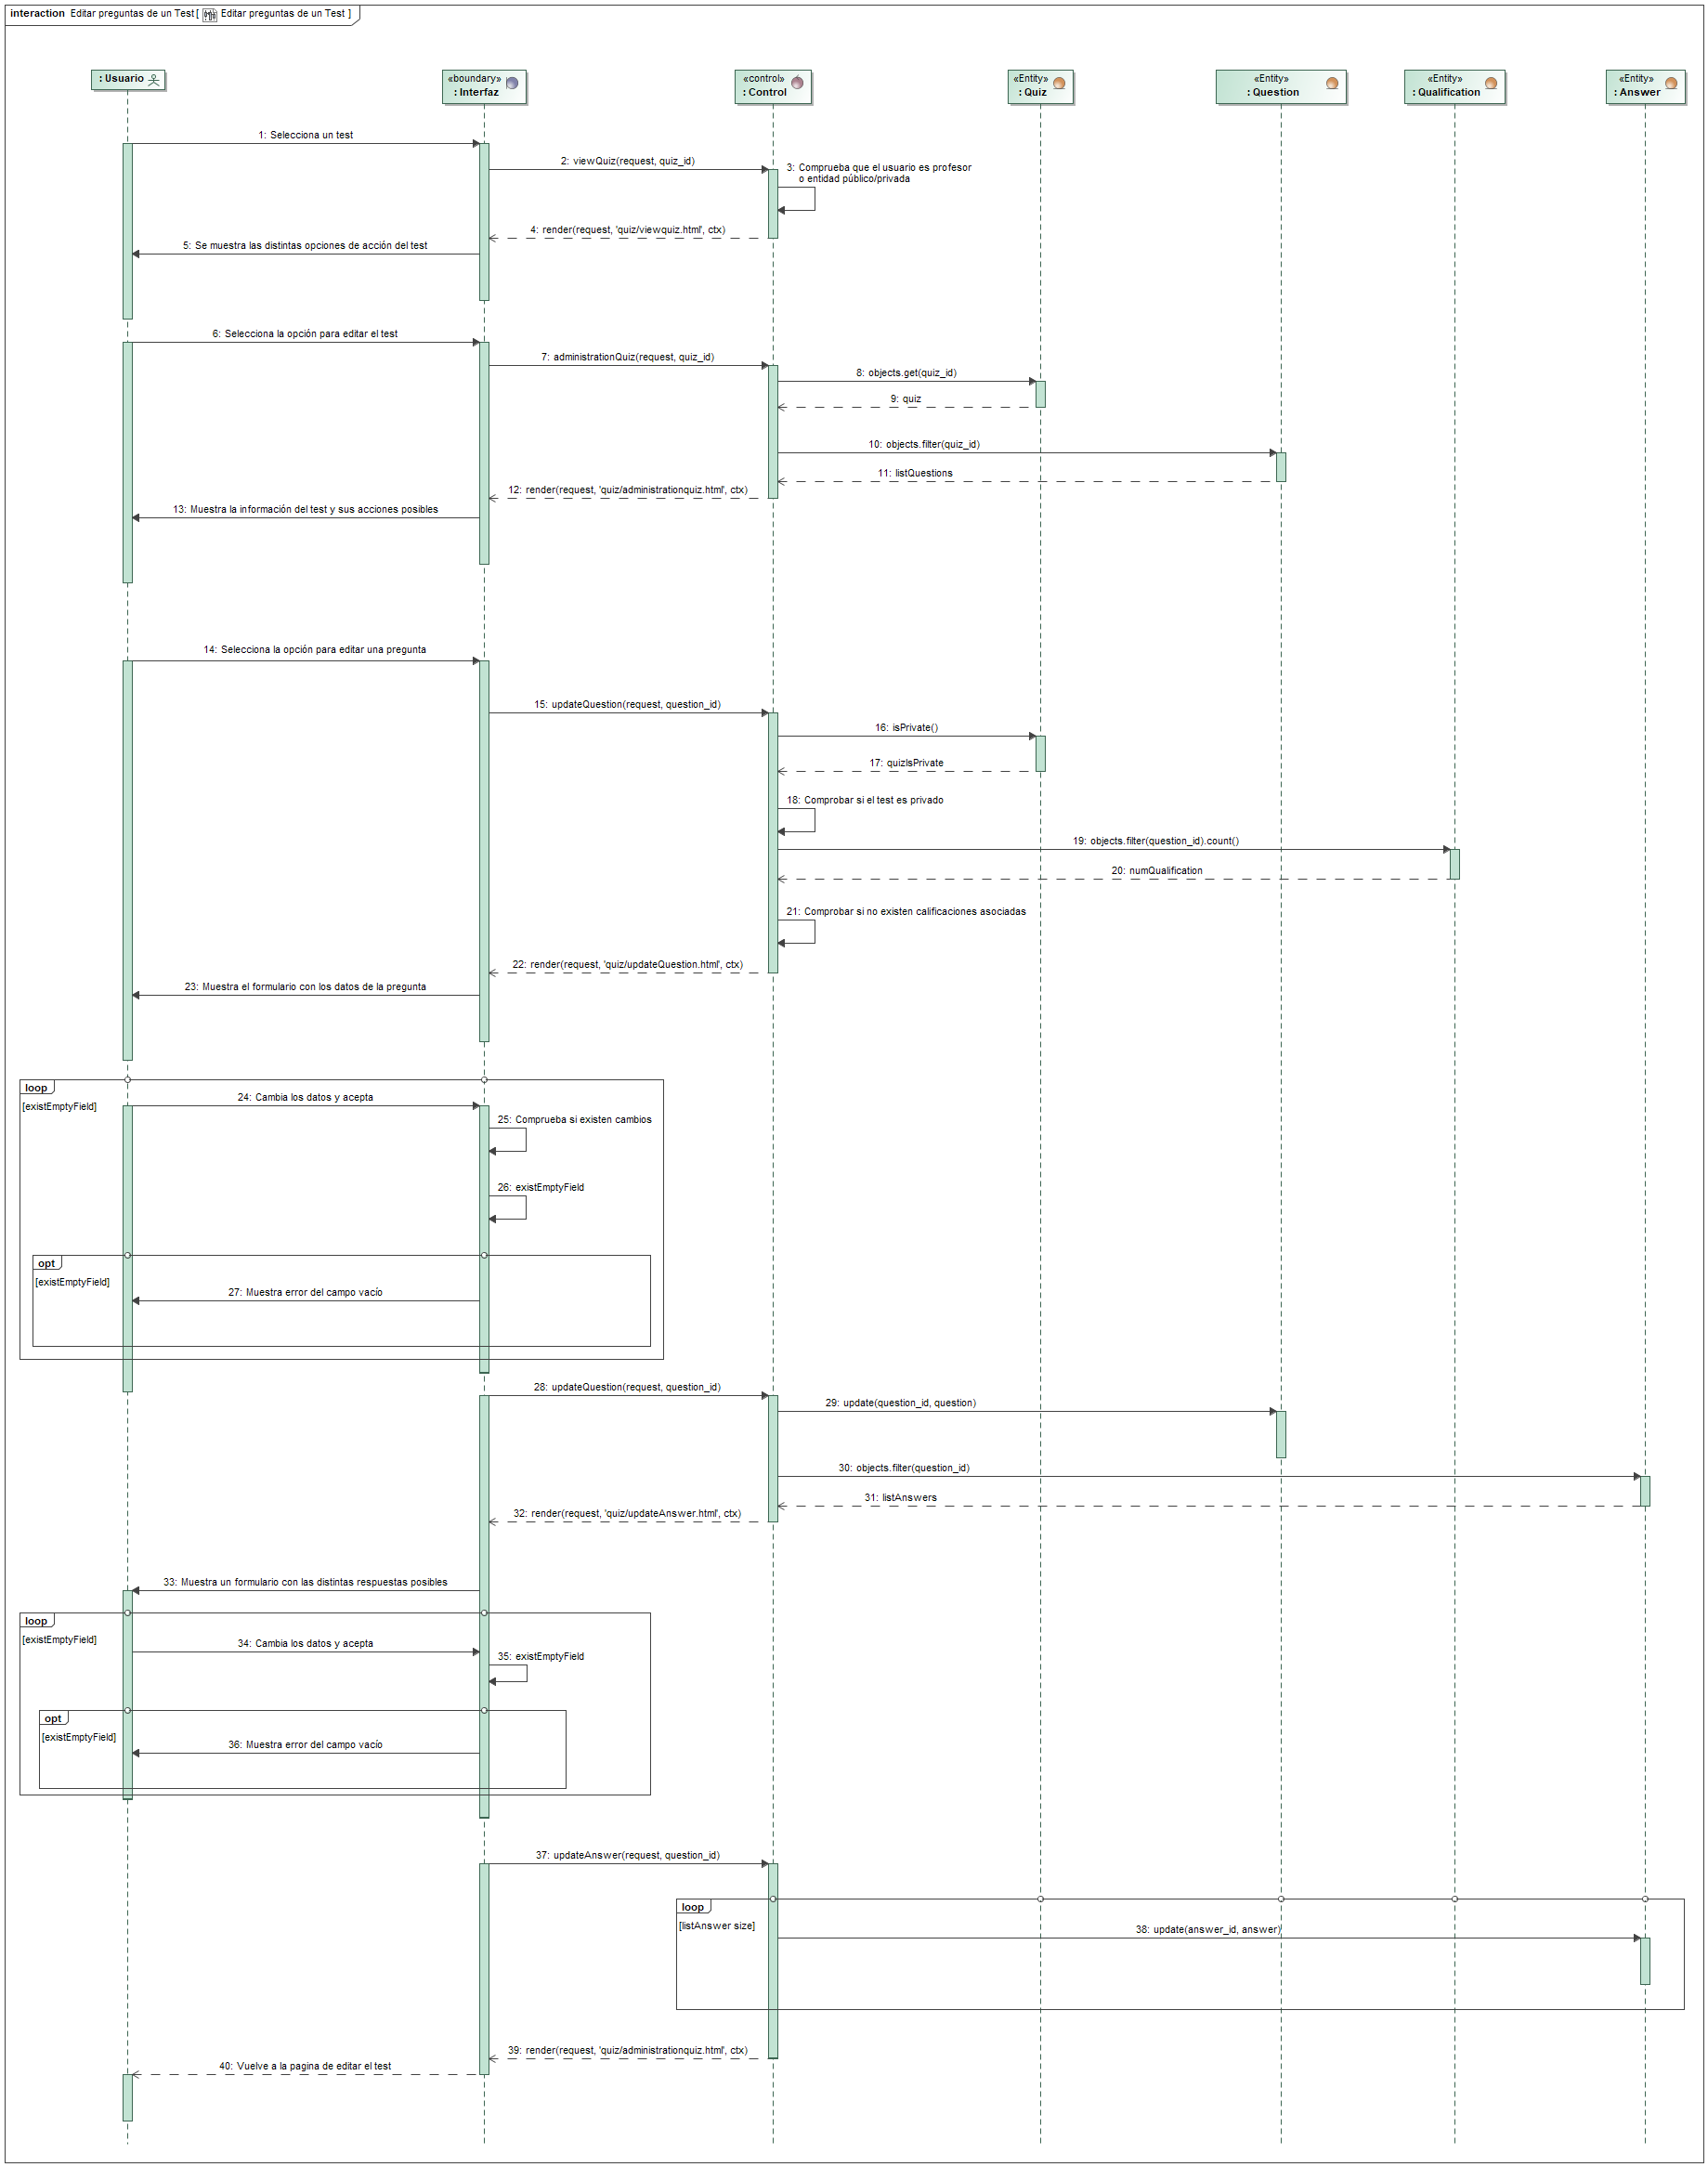 interaction Editar preguntas de un Test [ Editar preguntas de un Test ]
: Usuario
«boundary»
: Interfaz
«control»
: Control
«Entity»
: Quiz
«Entity»
: Question
«Entity»
: Qualification
«Entity»
: Answer
1: Selecciona un test
2: viewQuiz(request, quiz_id)
3: Comprueba que el usuario es profesor
o entidad público/privada
4: render(request, 'quiz/viewquiz.html', ctx)
5: Se muestra las distintas opciones de acción del test
6: Selecciona la opción para editar el test
7: administrationQuiz(request, quiz_id)
8: objects.get(quiz_id)
9: quiz
10: objects.filter(quiz_id)
11: listQuestions
12: render(request, 'quiz/administrationquiz.html', ctx)
13: Muestra la información del test y sus acciones posibles
14: Selecciona la opción para editar una pregunta
15: updateQuestion(request, question_id)
16: isPrivate()
17: quizIsPrivate
18: Comprobar si el test es privado
19: objects.filter(question_id).count()
20: numQualification
21: Comprobar si no existen calificaciones asociadas
22: render(request, 'quiz/updateQuestion.html', ctx)
23: Muestra el formulario con los datos de la pregunta
loop
[existEmptyField]
24: Cambia los datos y acepta
25: Comprueba si existen cambios
26: existEmptyField
opt
[existEmptyField]
27: Muestra error del campo vacío
28: updateQuestion(request, question_id)
29: update(question_id, question)
30: objects.filter(question_id)
31: listAnswers
32: render(request, 'quiz/updateAnswer.html', ctx)
33: Muestra un formulario con las distintas respuestas posibles
loop
[existEmptyField]
34: Cambia los datos y acepta
35: existEmptyField
opt
[existEmptyField]
36: Muestra error del campo vacío
37: updateAnswer(request, question_id)
loop
[listAnswer size]
38: update(answer_id, answer)
39: render(request, 'quiz/administrationquiz.html', ctx)
40: Vuelve a la pagina de editar el test